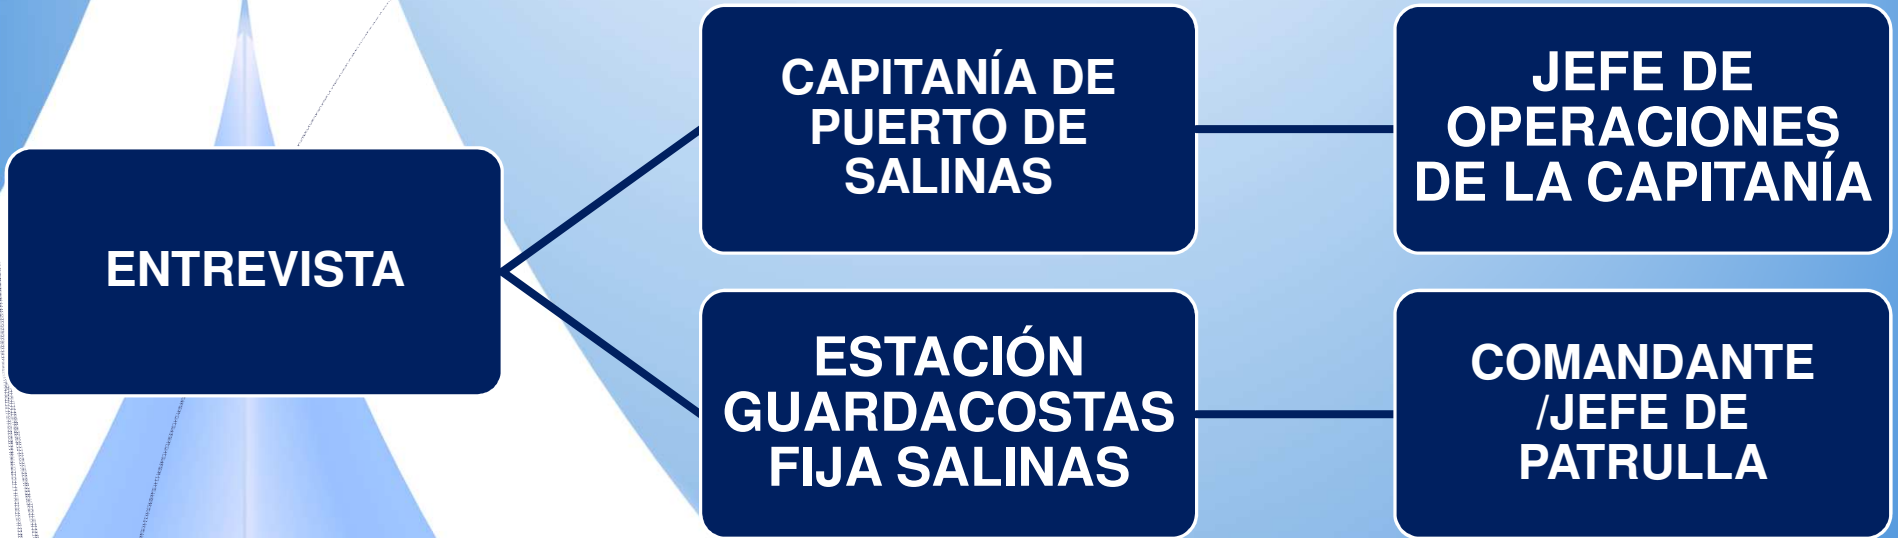 ENTREVISTA
CAPITANÍA DE
PUERTO DE
SALINAS
JEFE DE
OPERACIONES
DE LA CAPITANÍA
ESTACIÓN
GUARDACOSTAS
FIJA SALINAS
COMANDANTE
/JEFE DE
PATRULLA